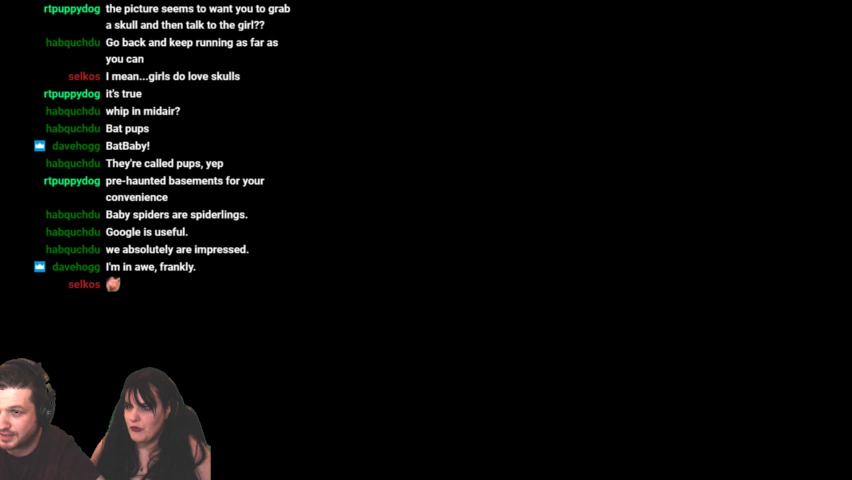 rtpuppydog the picture seems to want you to grab
a skull and then talk to the girl??
habquchdu Go back and keep running as far as
you can
selkos I mean...girls do love skulls
rtpuppydog it's true
habquchdu whip in midair?
habquchdu Bat pups
davehogg BatBaby!
habquchdu They're called pups, yep
rtpuppydog pre-haunted basements for your
convenience
habquchdu Baby spiders are spiderlings.
habquchdu Google is useful.
habquchdu we absolutely are impressed.
davehogg I'm in awe, frankly.
selkos